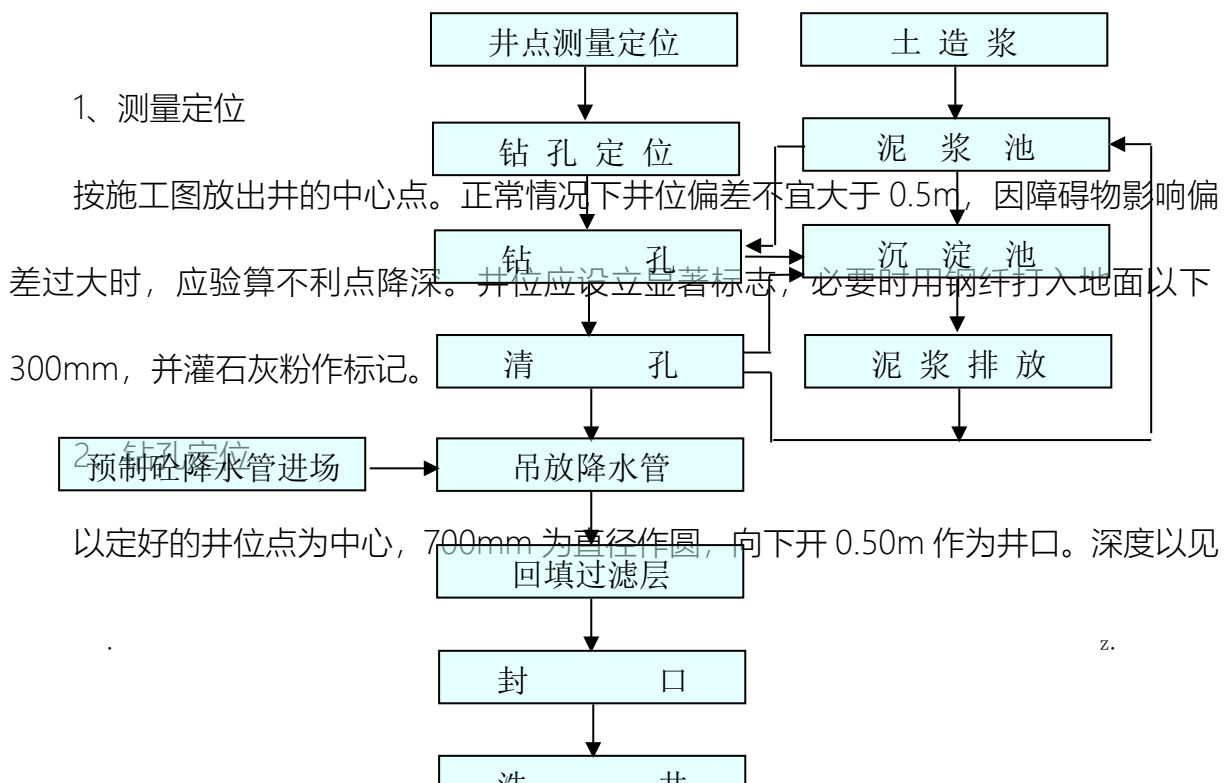 井点测量定位
土 造 浆
1、测量定位
钻 孔 定 位
泥 浆 池
按施工图放出井的中心点。正常情况下井位偏差不宜大于 0.5m，因障碍物影响偏
钻 孔
沉 淀 池
差过大时，应验算不利点降深。井位应设立显著标志，必要时用钢纤打入地面以下
300mm，并灌石灰粉作标记。
清 孔
泥 浆 排 放
2、钻孔定位
预制砼降水管进场
吊放降水管
以定好的井位点为中心，700mm 为直径作圆，向下开 0.50m 作为井口。深度以见
回填过滤层
. z.
封 口
洗 井